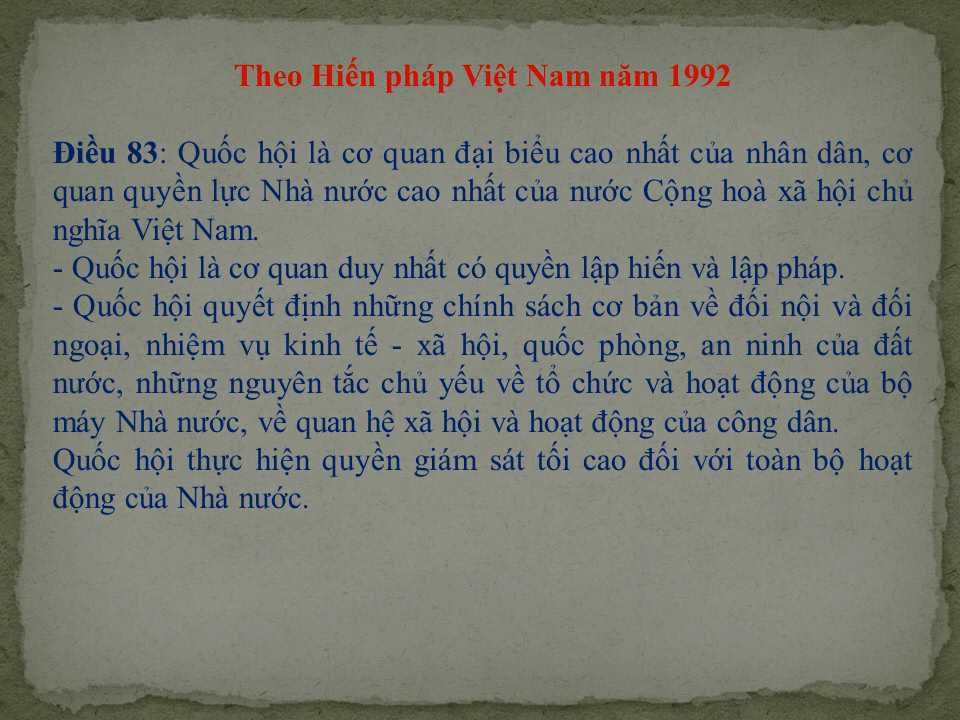 Theo Hiến pháp Việt Nam năm 1992
Điều 83: Quốc hội là cơ quan đại biểu cao nhất của nhân dân, cơ
quan quyền lực Nhà nước cao nhất của nước Cộng hoà xã hội chủ
nghĩa Việt Nam.
- Quốc hội là cơ quan duy nhất có quyền lập hiến và lập pháp.
- Quốc hội quyết định những chính sách cơ bản về đối nội và đối
ngoại, nhiệm vụ kinh tế - xã hội, quốc phòng, an ninh của đất
nước, những nguyên tắc chủ yếu về tổ chức và hoạt động của bộ
máy Nhà nước, về quan hệ xã hội và hoạt động của công dân.
Quốc hội thực hiện quyền giám sát tối cao đối với toàn bộ hoạt
động của Nhà nước.